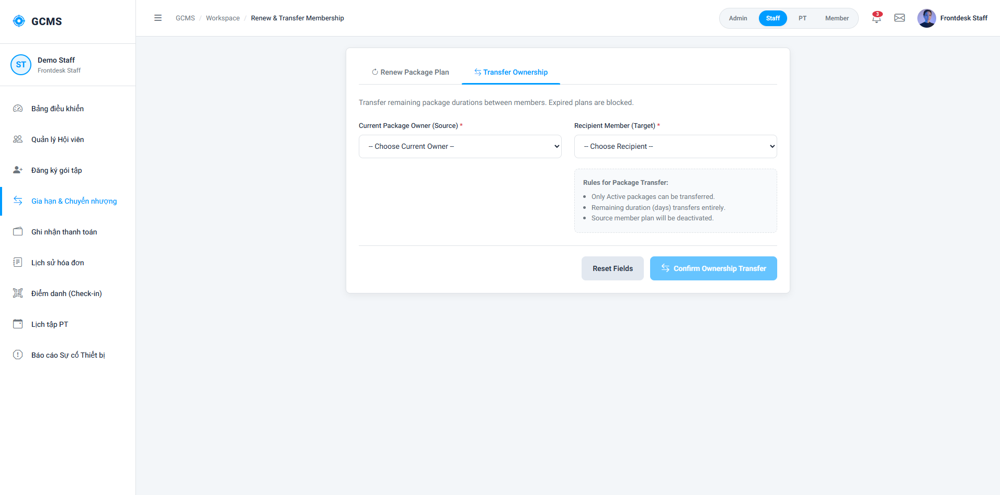 GCMS
GCMS / Workspace / Renew & Transfer Membership
Admin Staff PT Member
3
Frontdesk Staff
ST
Demo Staff
Frontdesk Staff
Bảng điều khiển
Quản lý Hội viên
Đăng ký gói tập
Gia hạn & Chuyển nhượng
Ghi nhận thanh toán
Lịch sử hóa đơn
Điểm danh (Check-in)
Lịch tập PT
Báo cáo Sự cố Thiết bị
Renew Package Plan
Transfer Ownership
Transfer remaining package durations between members. Expired plans are blocked.
Current Package Owner (Source) *
-- Choose Current Owner --
Recipient Member (Target) *
-- Choose Recipient --
Rules for Package Transfer:
Only Active packages can be transferred.
Remaining duration (days) transfers entirely.
Source member plan will be deactivated.
Reset Fields
Confirm Ownership Transfer